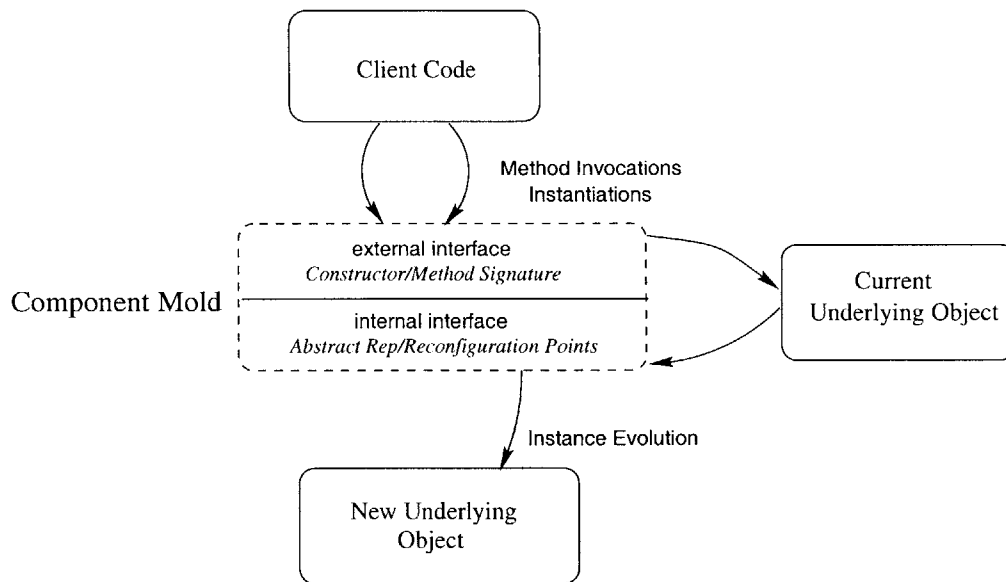 Client Code
Method Invocations
Instantiations
external interface
Constructor/Method Signature
Component Mold
internal interface
Abstract Rep/Reconfiguration Points
Current
Underlying Object
Instance Evolution
New Underlying
Object